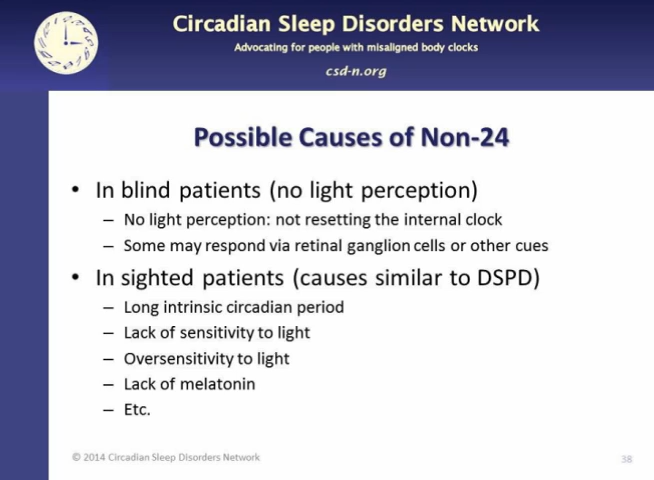 Circadian Sleep Disorders Network
Advocating for people with misaligned body clocks
csd-n.org
Possible Causes of Non-24
• In blind patients (no light perception)
– No light perception: not resetting the internal clock
– Some may respond via retinal ganglion cells or other cues
• In sighted patients (causes similar to DSPD)
– Long intrinsic circadian period
– Lack of sensitivity to light
– Oversensitivity to light
– Lack of melatonin
– Etc.
© 2014 Circadian Sleep Disorders Network
38